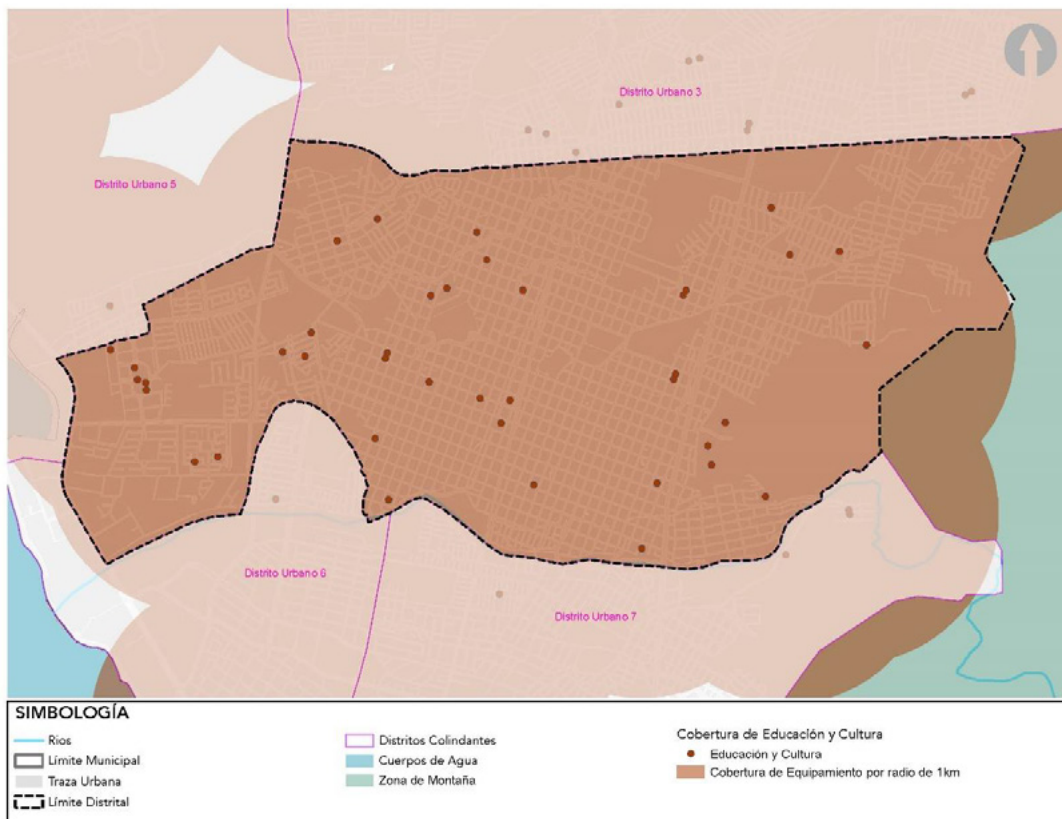 Distrito Urbano 3
Distrito Urbano 5
Distrito Urbano 6
Distrito Urbano 7
SIMBOLOGÍA
Rios
Límite Municipal
Traza Urbana
Límite Distrital
Distritos Colindantes
Cuerpos de Agua
Zona de Montaña
Cobertura de Educación y Cultura
Educación y Cultura
Cobertura de Equipamiento por radio de 1km